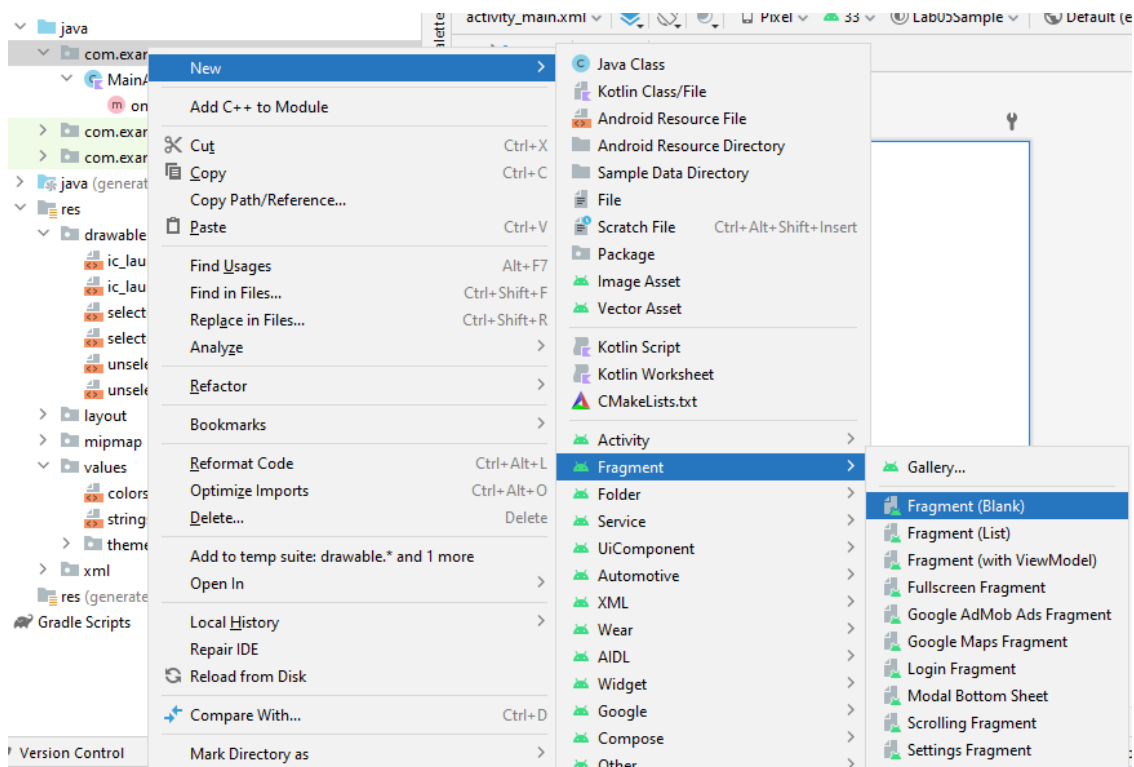 java
com.exar
MainA
on
com.exar
com.exar
java (generat
res
drawable
ic_lau
ic_lau
select
select
unsele
unsele
layout
mipmap
values
colors
string
theme
xml
res (generate
Gradle Scripts
Version Control
New
Add C++ to Module
Cut Ctrl+X
Copy Ctrl+C
Copy Path/Reference...
Paste Ctrl+V
Find Usages Alt+F7
Find in Files... Ctrl+Shift+F
Replace in Files... Ctrl+Shift+R
Analyze
Refactor
Bookmarks
Reformat Code Ctrl+Alt+L
Optimize Imports Ctrl+Alt+O
Delete... Delete
Add to temp suite: drawable.* and 1 more
Open In
Local History
Repair IDE
Reload from Disk
Compare With... Ctrl+D
Mark Directory as
alette
activity_main.xml Pixel 33 Lab05Sample Default (e
Java Class
Kotlin Class/File
Android Resource File
Android Resource Directory
Sample Data Directory
File
Scratch File Ctrl+Alt+Shift+Insert
Package
Image Asset
Vector Asset
Kotlin Script
Kotlin Worksheet
CMakeLists.txt
Activity
Fragment
Folder
Service
UiComponent
Automotive
XML
Wear
AIDL
Widget
Google
Compose
Other
Gallery...
Fragment (Blank)
Fragment (List)
Fragment (with ViewModel)
Fullscreen Fragment
Google AdMob Ads Fragment
Google Maps Fragment
Login Fragment
Modal Bottom Sheet
Scrolling Fragment
Settings Fragment